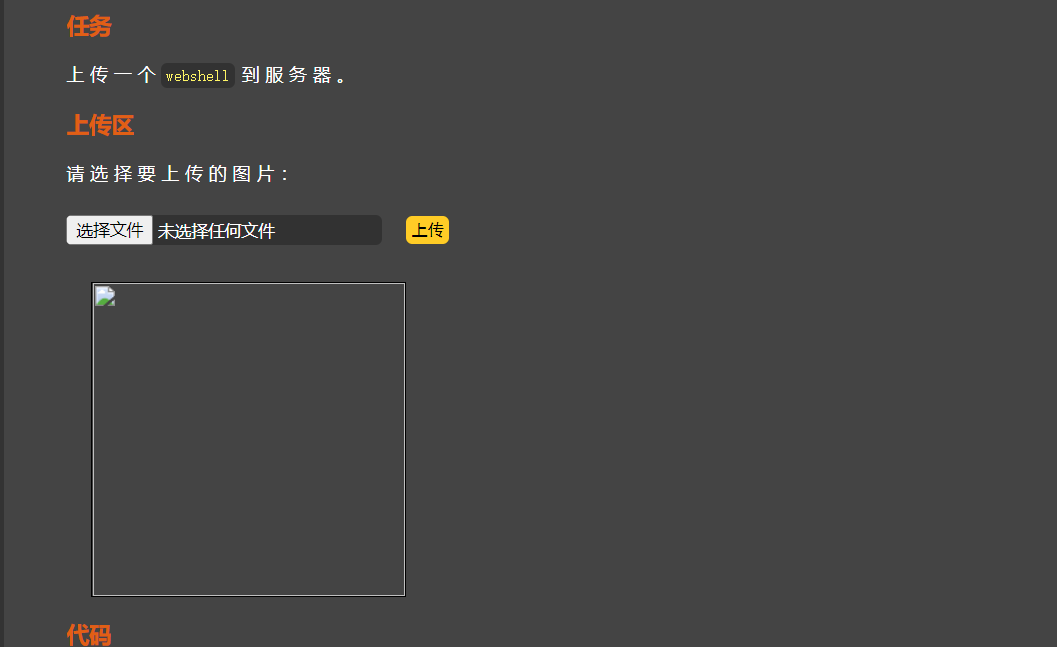 任务
上传一个 webshell 到服务器。
上传区
请选择要上传的图片：
选择文件 未选择任何文件 上传
代码